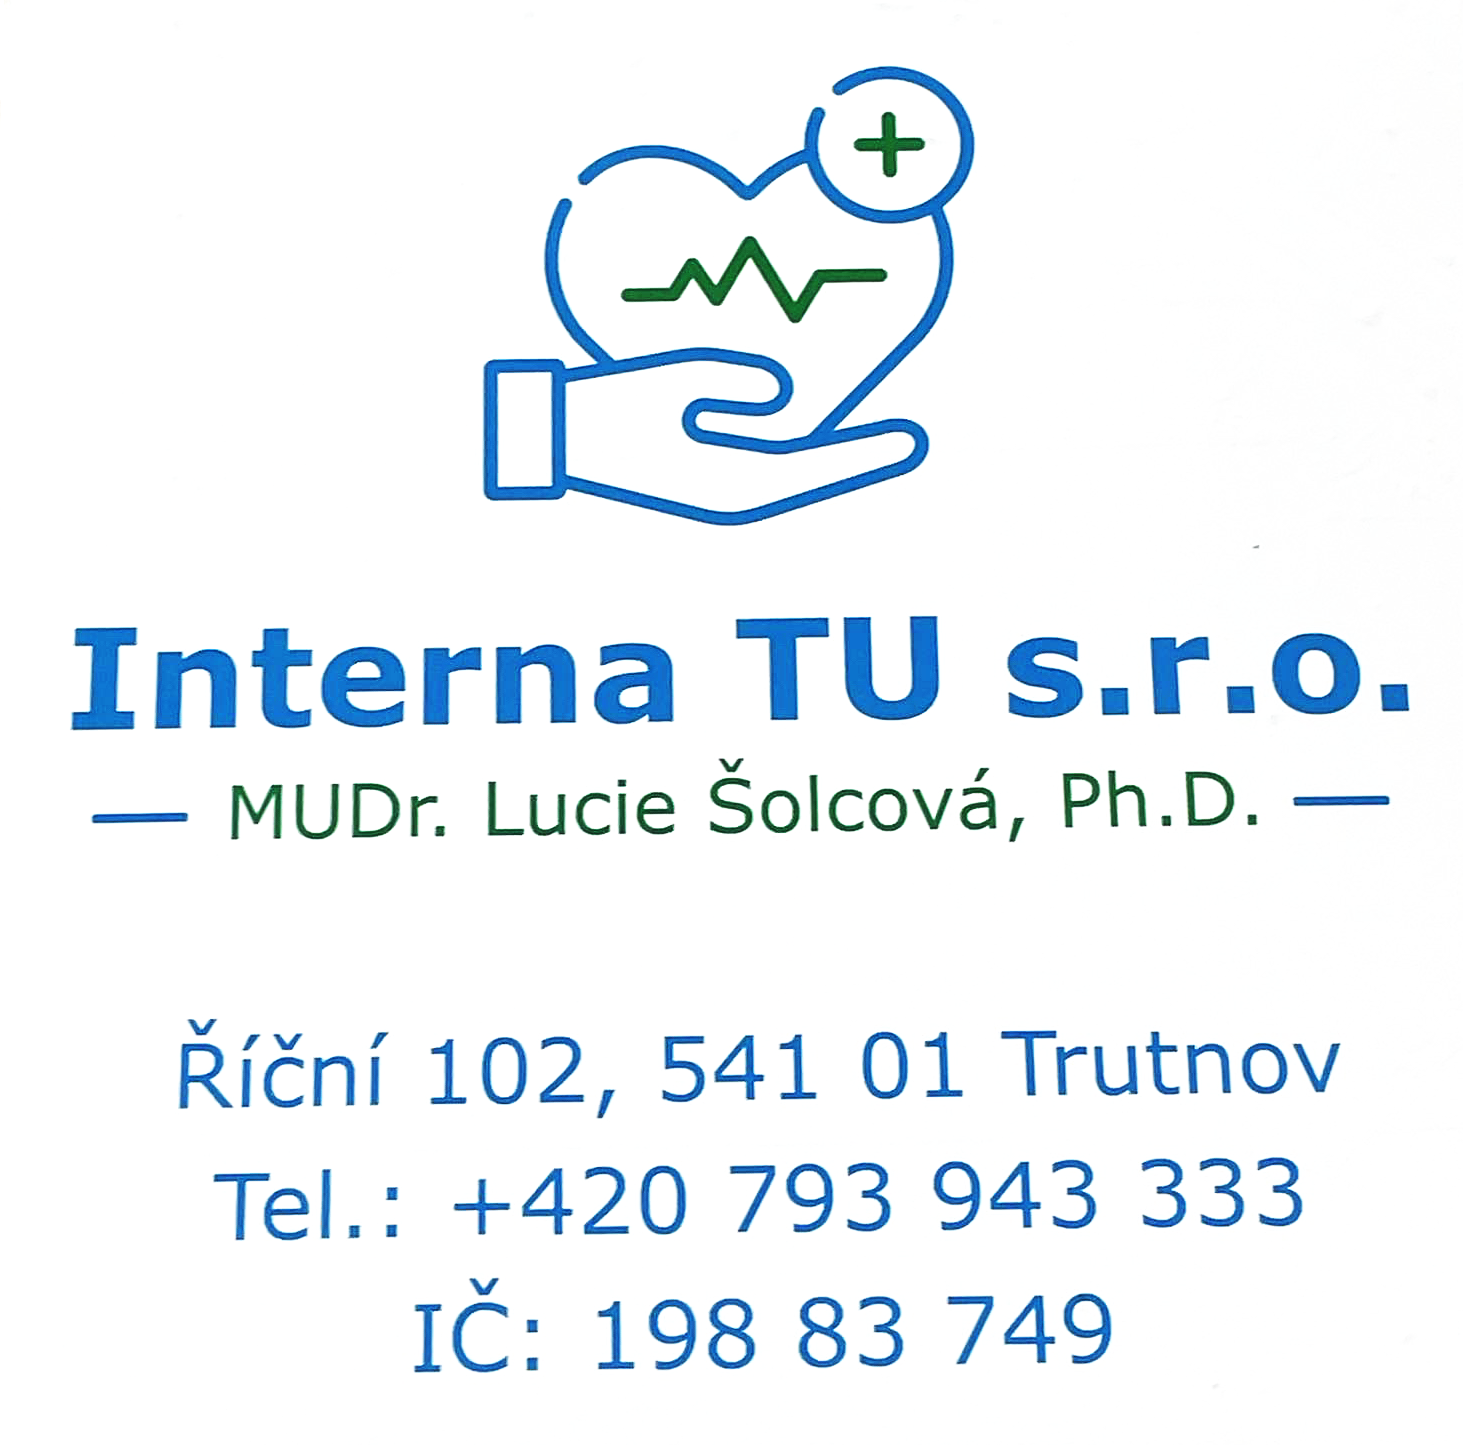 Interna TU s.r.o.
— MUDr. Lucie Šolcová, Ph.D. —
Říční 102, 541 01 Trutnov
Tel.: +420 793 943 333
IČ: 198 83 749